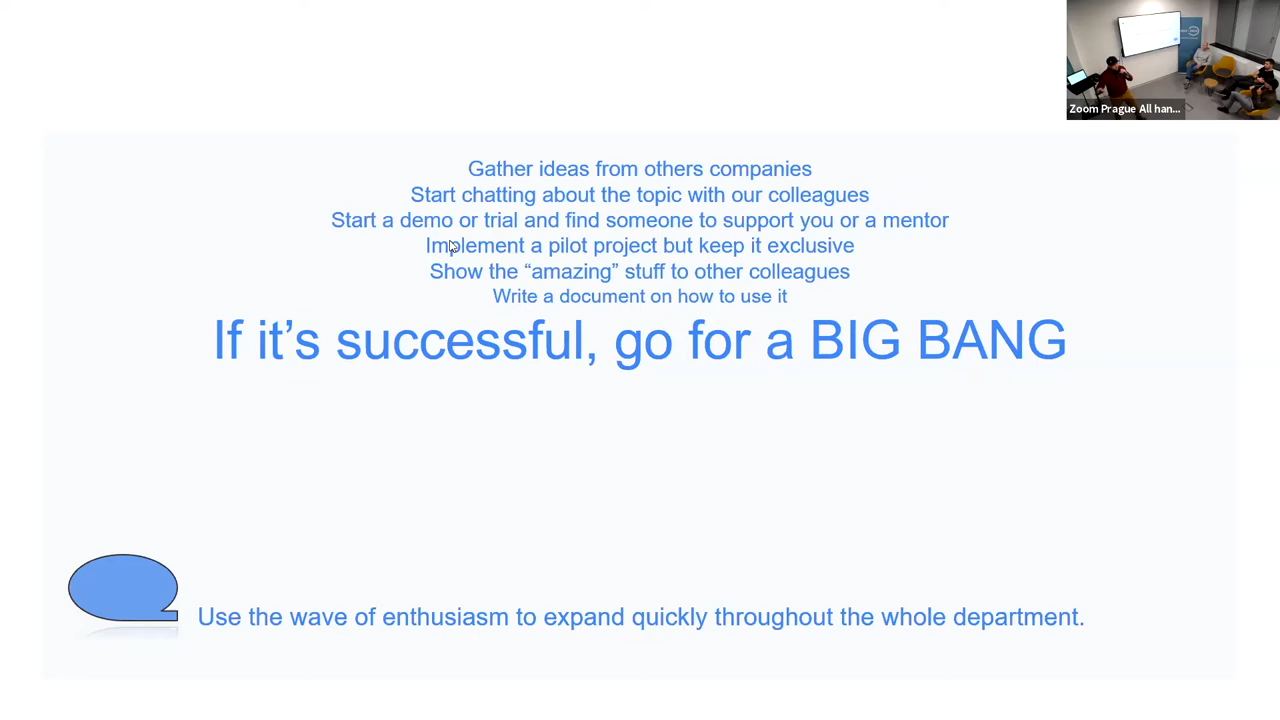 Zoom Prague All han...
Gather ideas from others companies
Start chatting about the topic with our colleagues
Start a demo or trial and find someone to support you or a mentor
Implement a pilot project but keep it exclusive
Show the “amazing” stuff to other colleagues
Write a document on how to use it
If it’s successful, go for a BIG BANG
Use the wave of enthusiasm to expand quickly throughout the whole department.